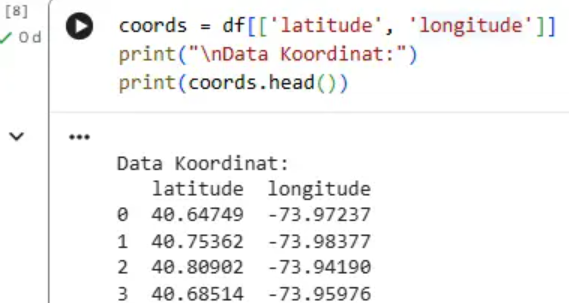 [8]
0 d
coords = df[['latitude', 'longitude']]
print("\nData Koordinat:")
print(coords.head())
Data Koordinat:
latitude longitude
0 40.64749 -73.97237
1 40.75362 -73.98377
2 40.80902 -73.94190
3 40.68514 -73.95976